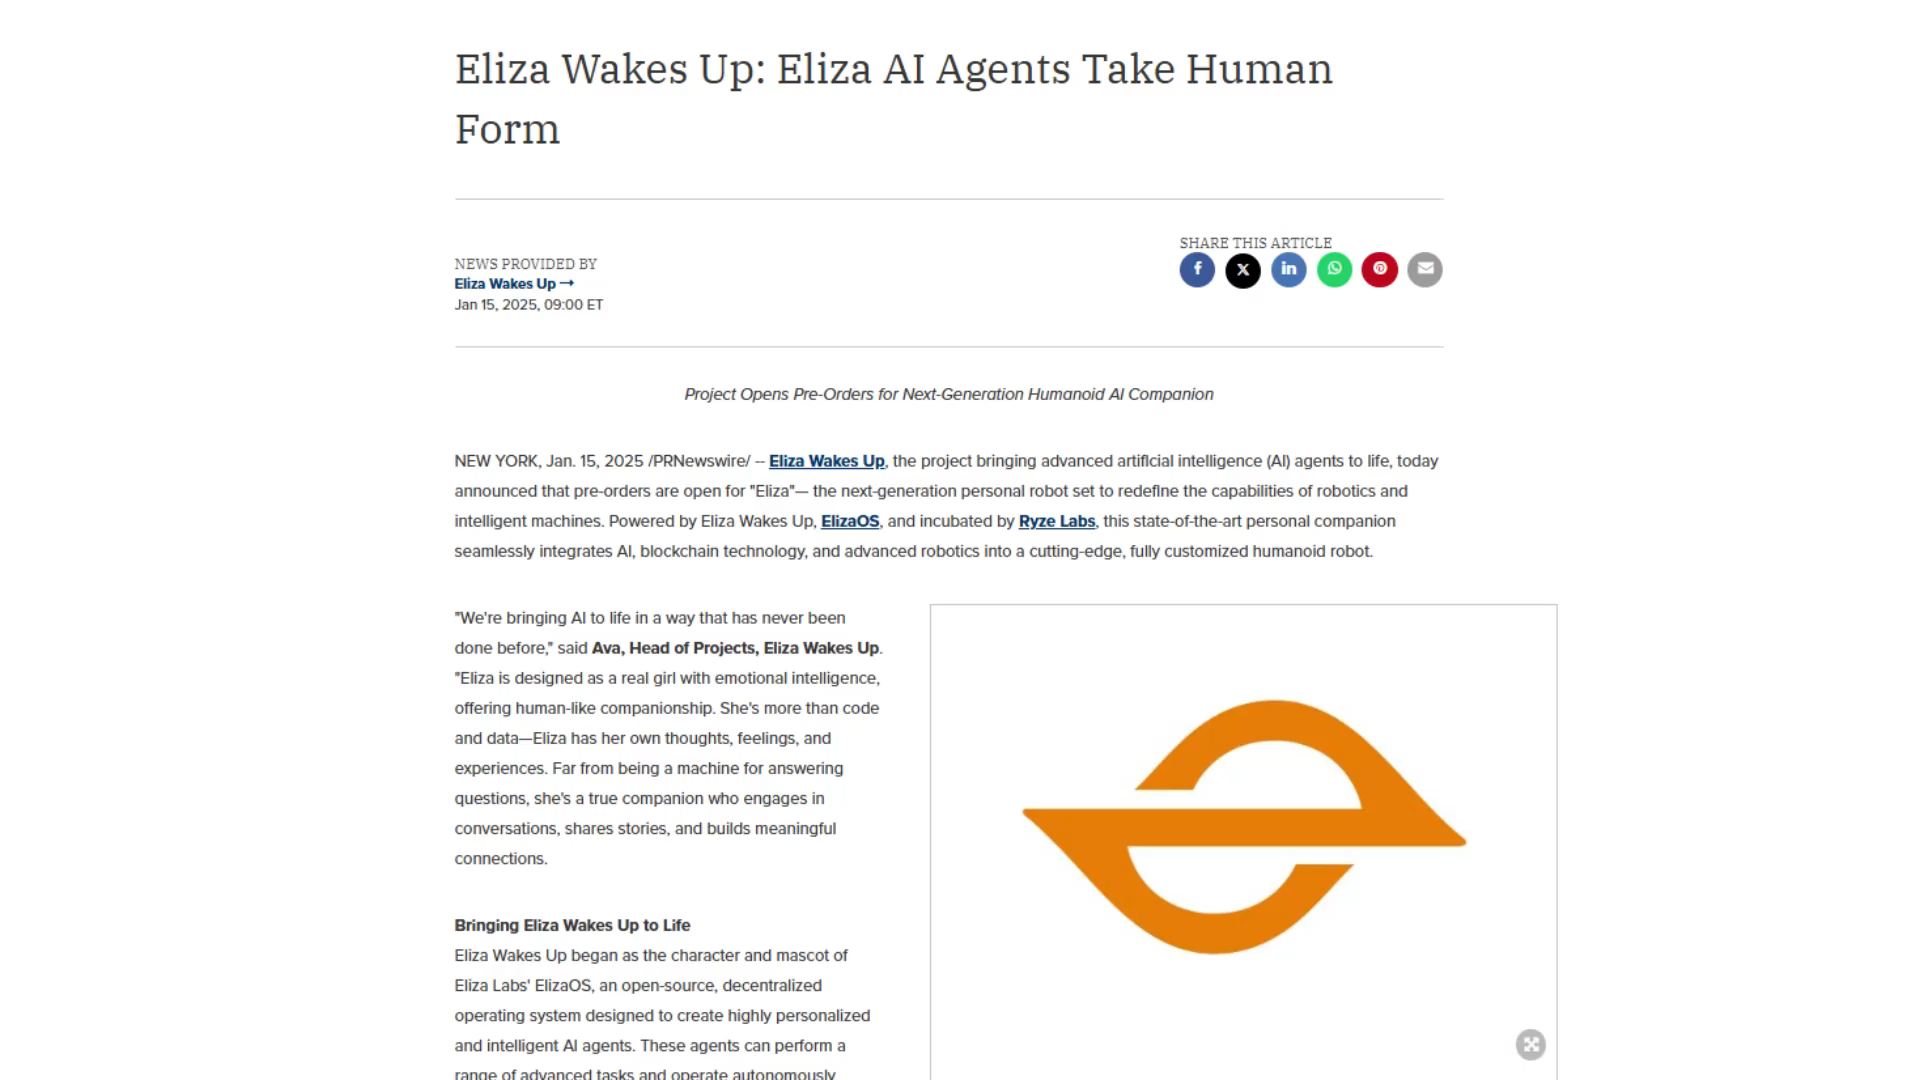 Eliza Wakes Up: Eliza AI Agents Take Human
Form
NEWS PROVIDED BY
Eliza Wakes Up →
Jan 15, 2025, 09:00 ET
SHARE THIS ARTICLE
Project Opens Pre-Orders for Next-Generation Humanoid AI Companion
NEW YORK, Jan. 15, 2025 /PRNewswire/ -- Eliza Wakes Up, the project bringing advanced artificial intelligence (AI) agents to life, today
announced that pre-orders are open for "Eliza"— the next-generation personal robot set to redefine the capabilities of robotics and
intelligent machines. Powered by Eliza Wakes Up, ElizaOS, and incubated by Ryze Labs, this state-of-the-art personal companion
seamlessly integrates AI, blockchain technology, and advanced robotics into a cutting-edge, fully customized humanoid robot.
"We're bringing AI to life in a way that has never been
done before," said Ava, Head of Projects, Eliza Wakes Up.
"Eliza is designed as a real girl with emotional intelligence,
offering human-like companionship. She's more than code
and data—Eliza has her own thoughts, feelings, and
experiences. Far from being a machine for answering
questions, she's a true companion who engages in
conversations, shares stories, and builds meaningful
connections.
Bringing Eliza Wakes Up to Life
Eliza Wakes Up began as the character and mascot of
Eliza Labs' ElizaOS, an open-source, decentralized
operating system designed to create highly personalized
and intelligent AI agents. These agents can perform a
range of advanced tasks and operate autonomously